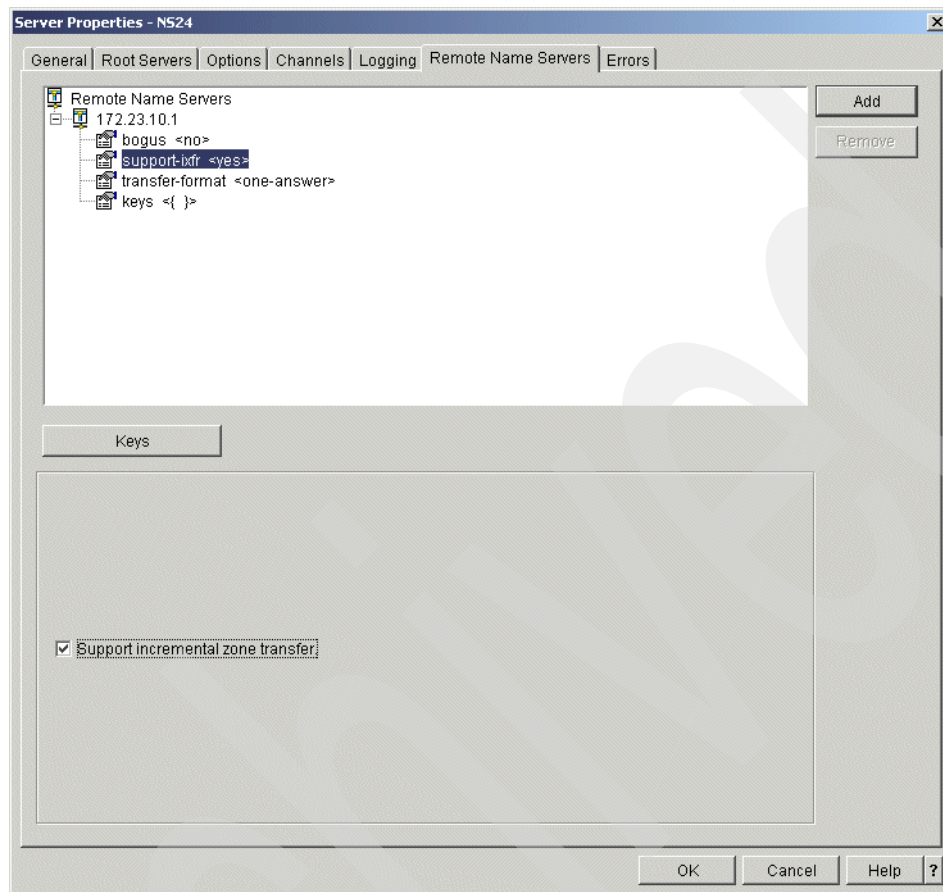 Server Properties - NS24
General Root Servers Options Channels Logging Remote Name Servers Errors
Remote Name Servers
172.23.10.1
bogus <no>
support-ixfr <yes>
transfer-format <one-answer>
keys <{ }>
Add
Remove
Keys
Support incremental zone transfer.
OK Cancel Help ?